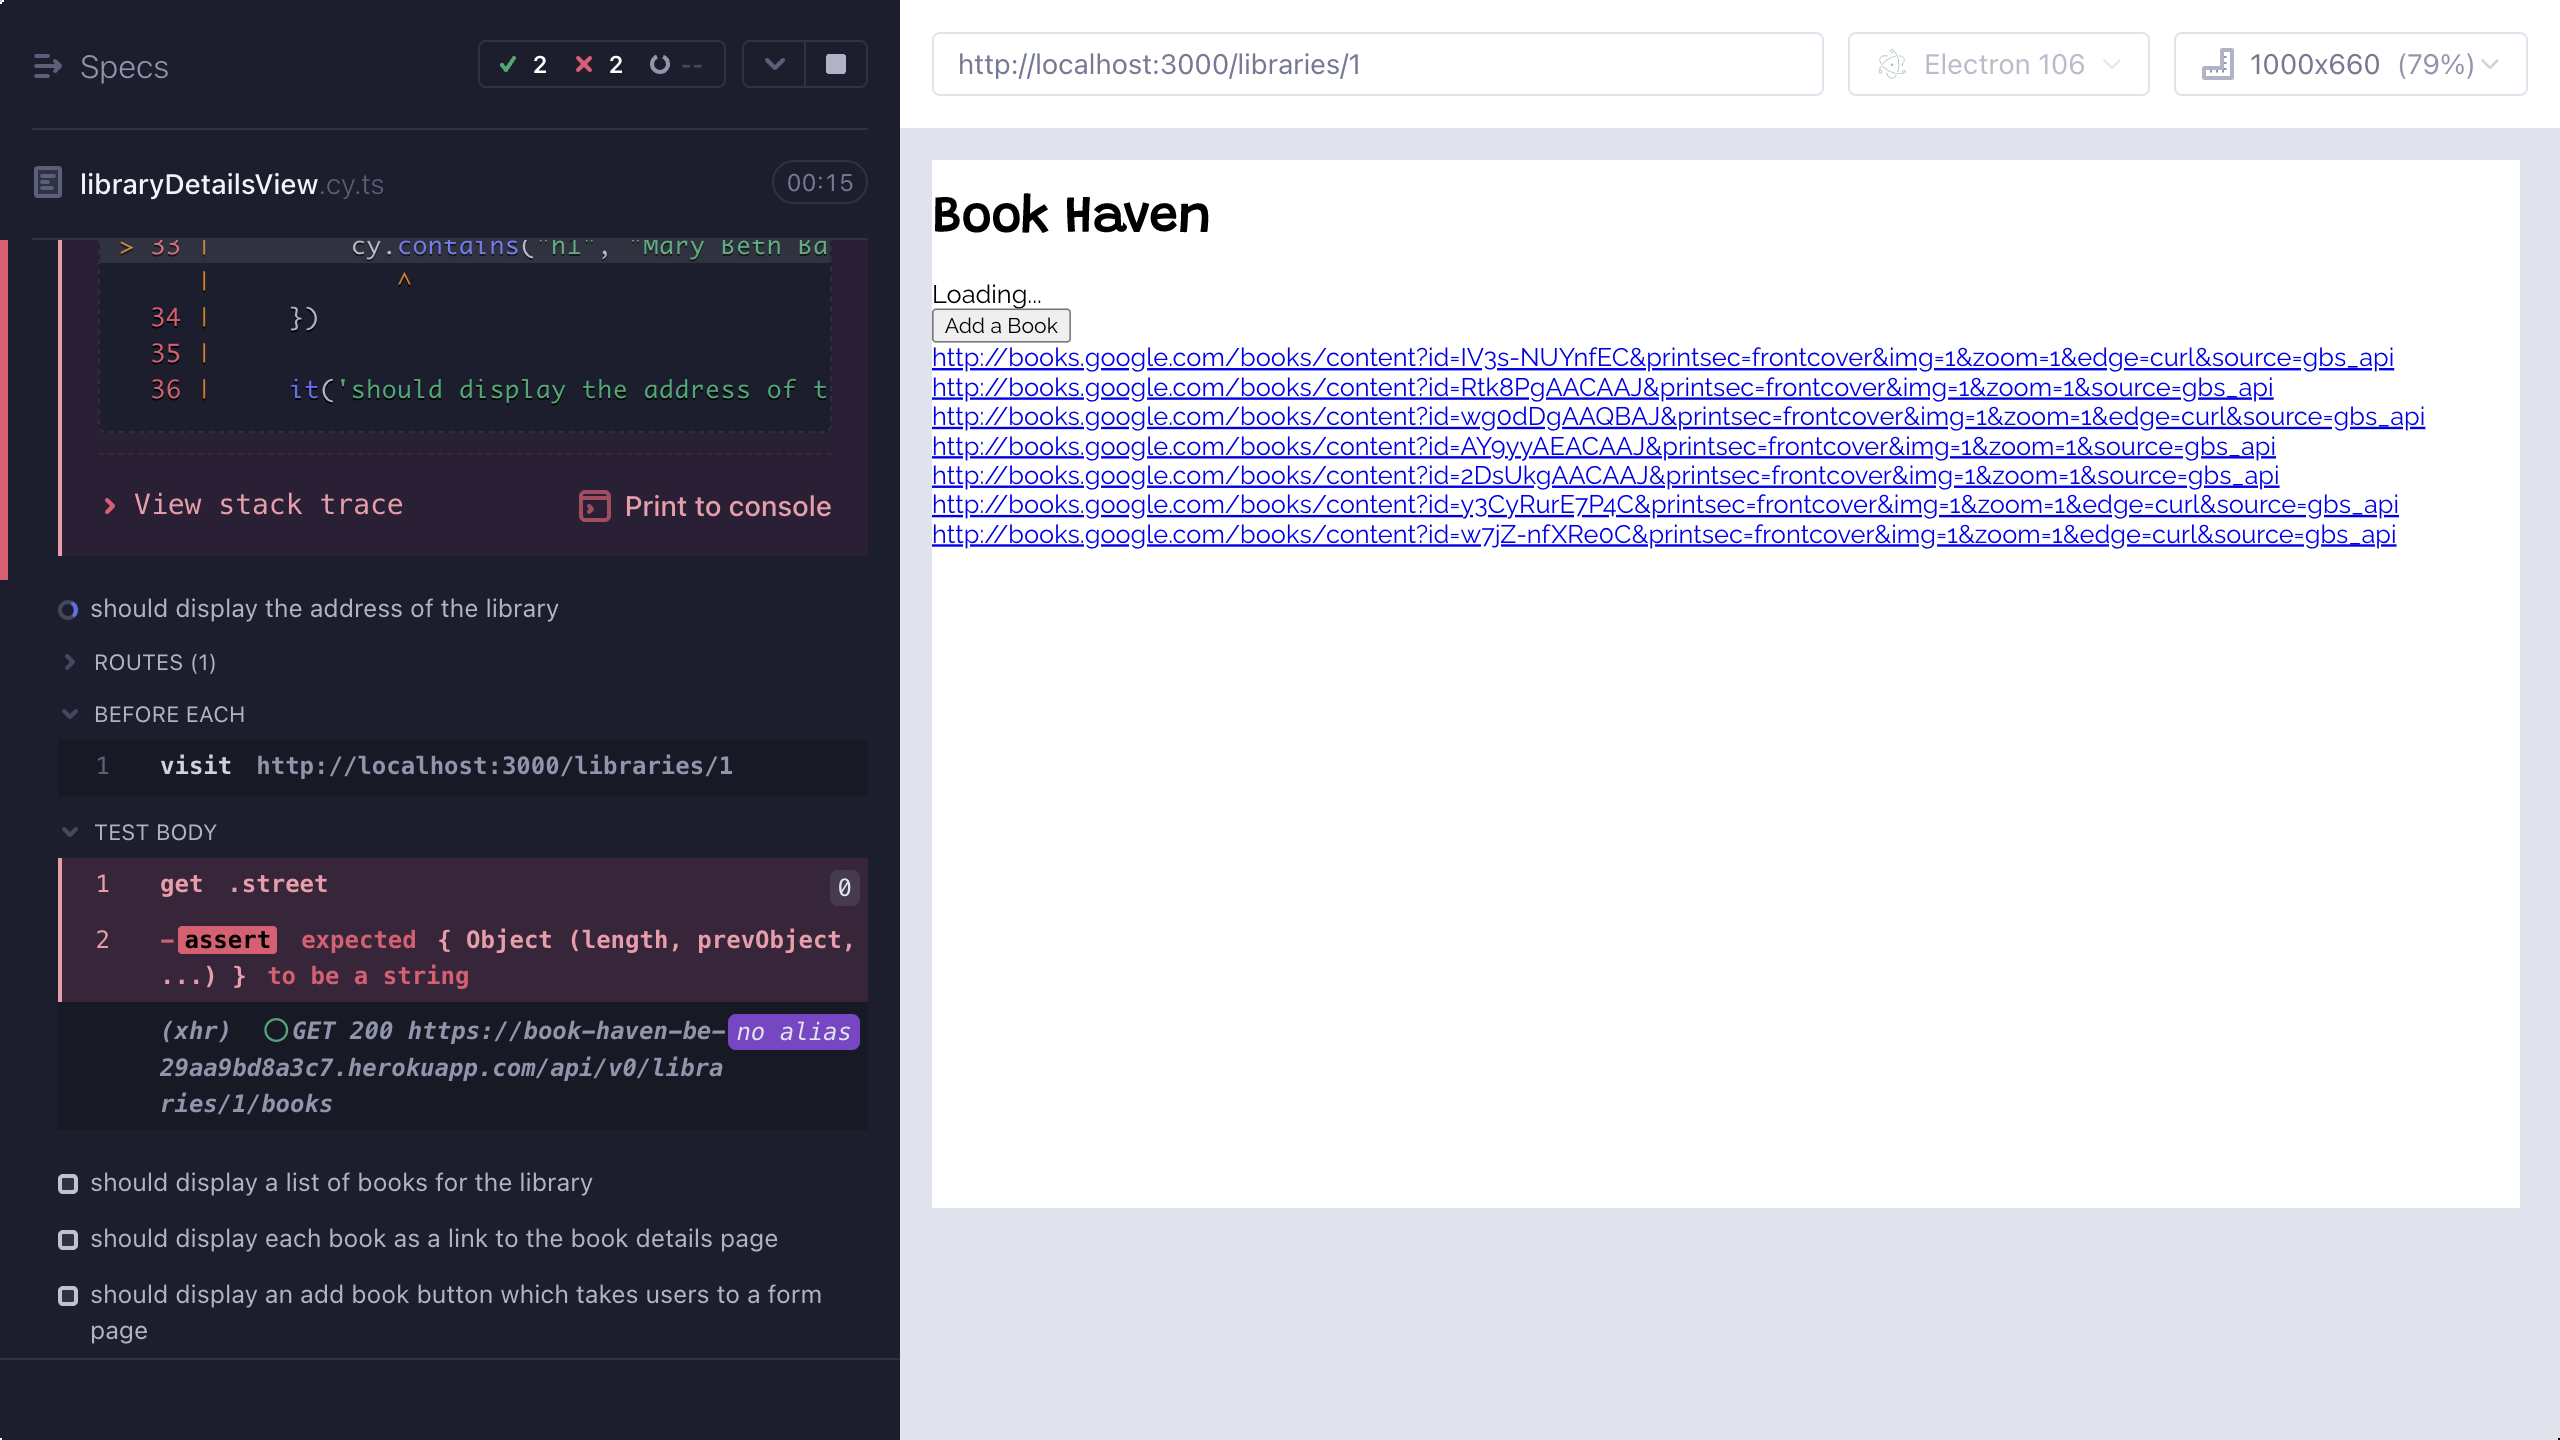 Specs
2
2
--
libraryDetailsView.cy.ts
00:15
> 33 | cy.contains("h1", "Mary Beth Ba
| ^
34 | })
35 |
36 | it('should display the address of t
View stack trace
Print to console
should display the address of the library
ROUTES (1)
BEFORE EACH
1 visit http://localhost:3000/libraries/1
TEST BODY
1 get .street 0
2 -assert expected { Object (length, prevObject,
...) } to be a string
(xhr) GET 200 https://book-haven-be- no alias
29aa9bd8a3c7.herokuapp.com/api/v0/libra
ries/1/books
should display a list of books for the library
should display each book as a link to the book details page
should display an add book button which takes users to a form
page
http://localhost:3000/libraries/1
Electron 106
1000x660 (79%)
Book Haven
Loading...
Add a Book
http://books.google.com/books/content?id=IV3s-NUYnfEC&printsec=frontcover&img=1&zoom=1&edge=curl&source=gbs_api
http://books.google.com/books/content?id=Rtk8PgAACAAJ&printsec=frontcover&img=1&zoom=1&source=gbs_api
http://books.google.com/books/content?id=wg0dDgAAQBAJ&printsec=frontcover&img=1&zoom=1&edge=curl&source=gbs_api
http://books.google.com/books/content?id=AY9yyAEACAAJ&printsec=frontcover&img=1&zoom=1&source=gbs_api
http://books.google.com/books/content?id=2DsUkgAACAAJ&printsec=frontcover&img=1&zoom=1&source=gbs_api
http://books.google.com/books/content?id=y3CyRurE7P4C&printsec=frontcover&img=1&zoom=1&edge=curl&source=gbs_api
http://books.google.com/books/content?id=w7jZ-nfXRe0C&printsec=frontcover&img=1&zoom=1&edge=curl&source=gbs_api